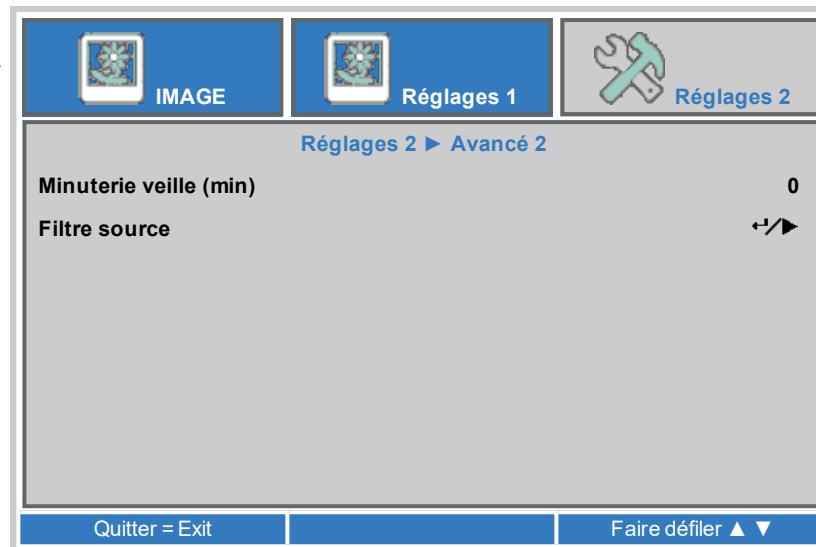 IMAGE Réglages 1 Réglages 2
Réglages 2 ► Avancé 2
Minuterie veille (min) 0
Filtre source ↵/►
Quitter = Exit Faire défiler ▲ ▼